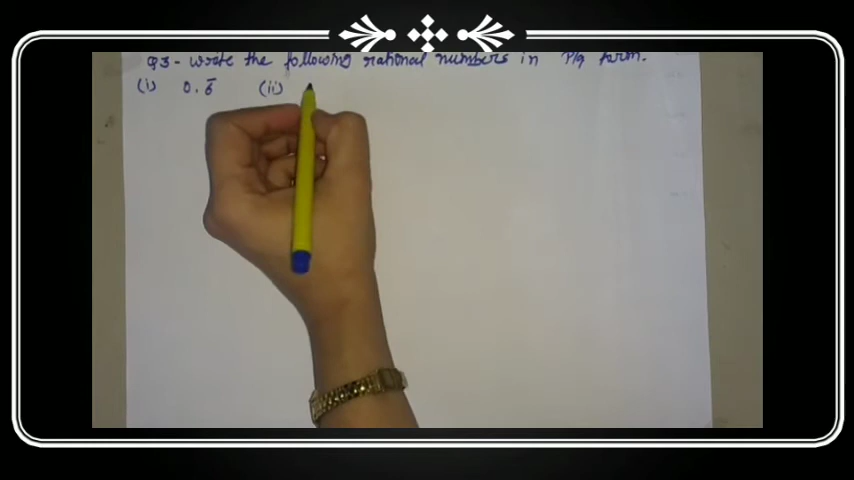 Q3- Write the following rational numbers in P/q form.
(i) 0.6̅ (ii)